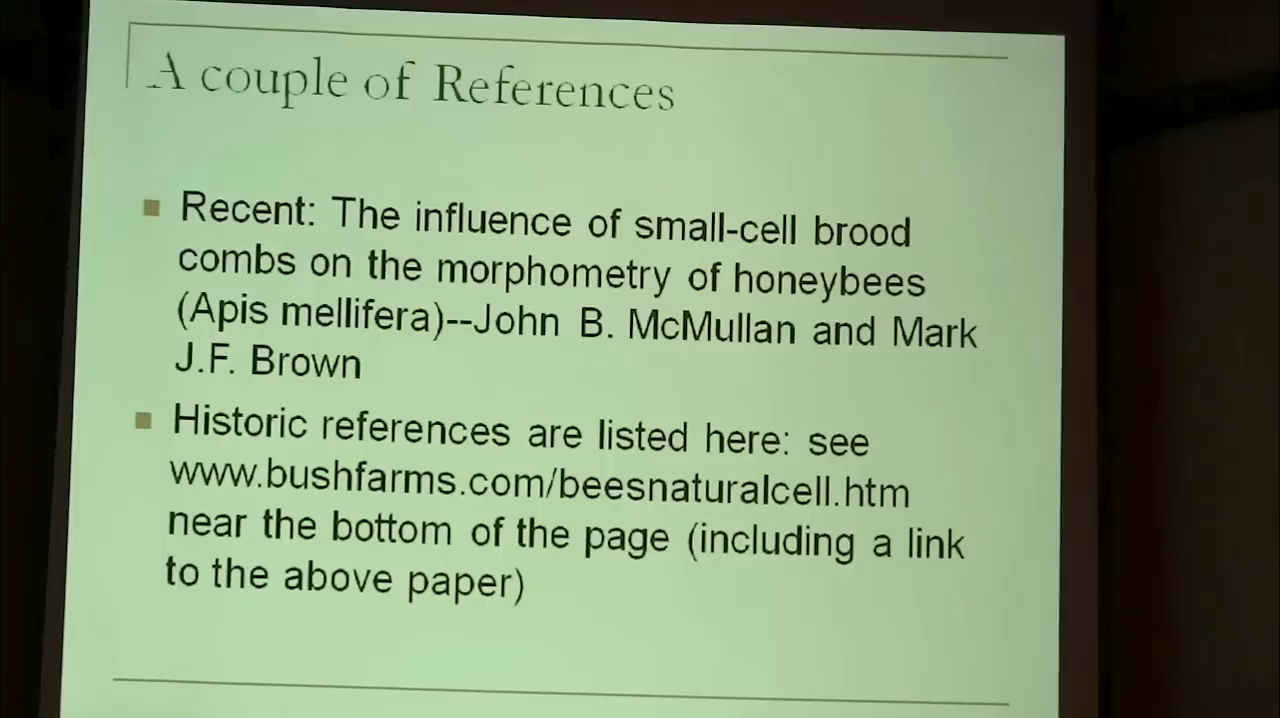 A couple of References
Recent: The influence of small-cell brood
combs on the morphometry of honeybees
(Apis mellifera)--John B. McMullan and Mark
J.F. Brown
Historic references are listed here: see
www.bushfarms.com/beesnaturalcell.htm
near the bottom of the page (including a link
to the above paper)